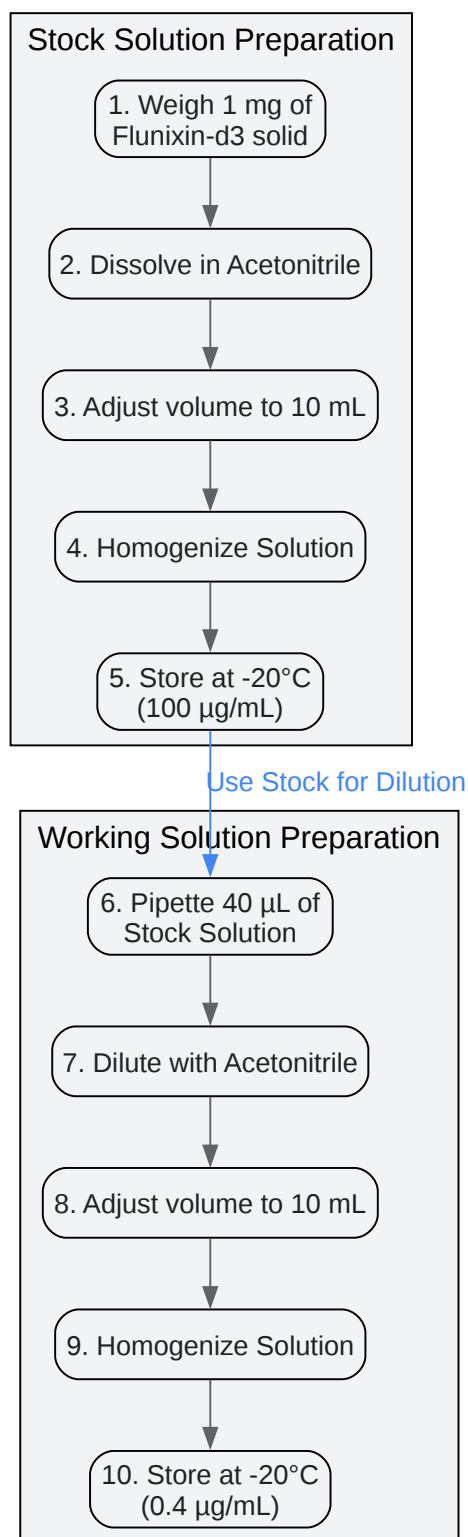 Stock Solution Preparation
1. Weigh 1 mg of
Flunixin-d3 solid
2. Dissolve in Acetonitrile
3. Adjust volume to 10 mL
4. Homogenize Solution
5. Store at -20°C
(100 µg/mL)
Use Stock for Dilution
Working Solution Preparation
6. Pipette 40 µL of
Stock Solution
7. Dilute with Acetonitrile
8. Adjust volume to 10 mL
9. Homogenize Solution
10. Store at -20°C
(0.4 µg/mL)